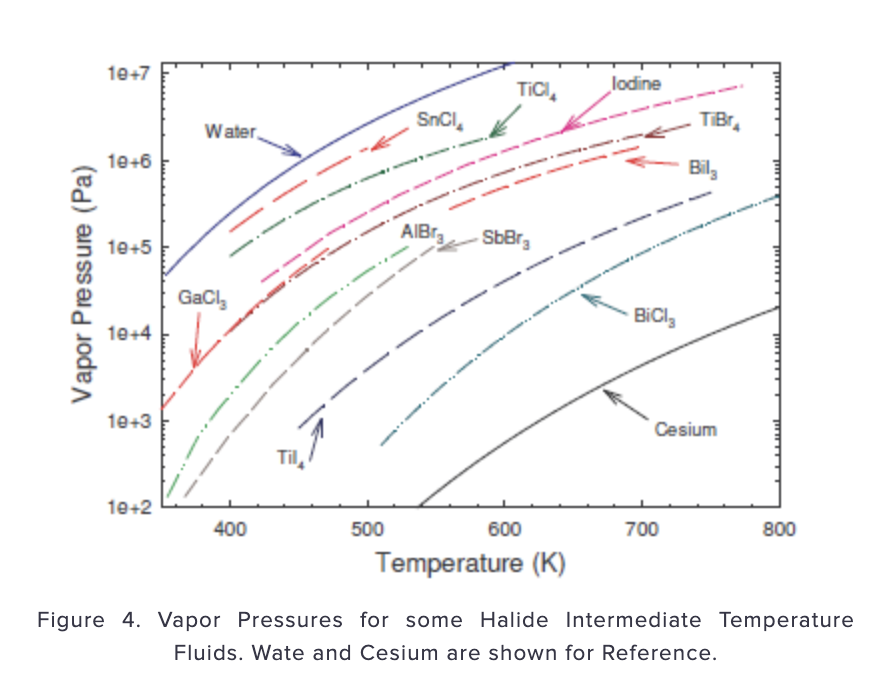 1e+7
1e+6
1e+5
1e+4
1e+3
1e+2
Vapor Pressure (Pa)
Water
SnCl4
TiCl4
Iodine
TiBr4
BiI3
AlBr3
SbBr3
GaCl3
BiCl3
TiI4
Cesium
400 500 600 700 800
Temperature (K)
Figure 4. Vapor Pressures for some Halide Intermediate Temperature
Fluids. Wate and Cesium are shown for Reference.